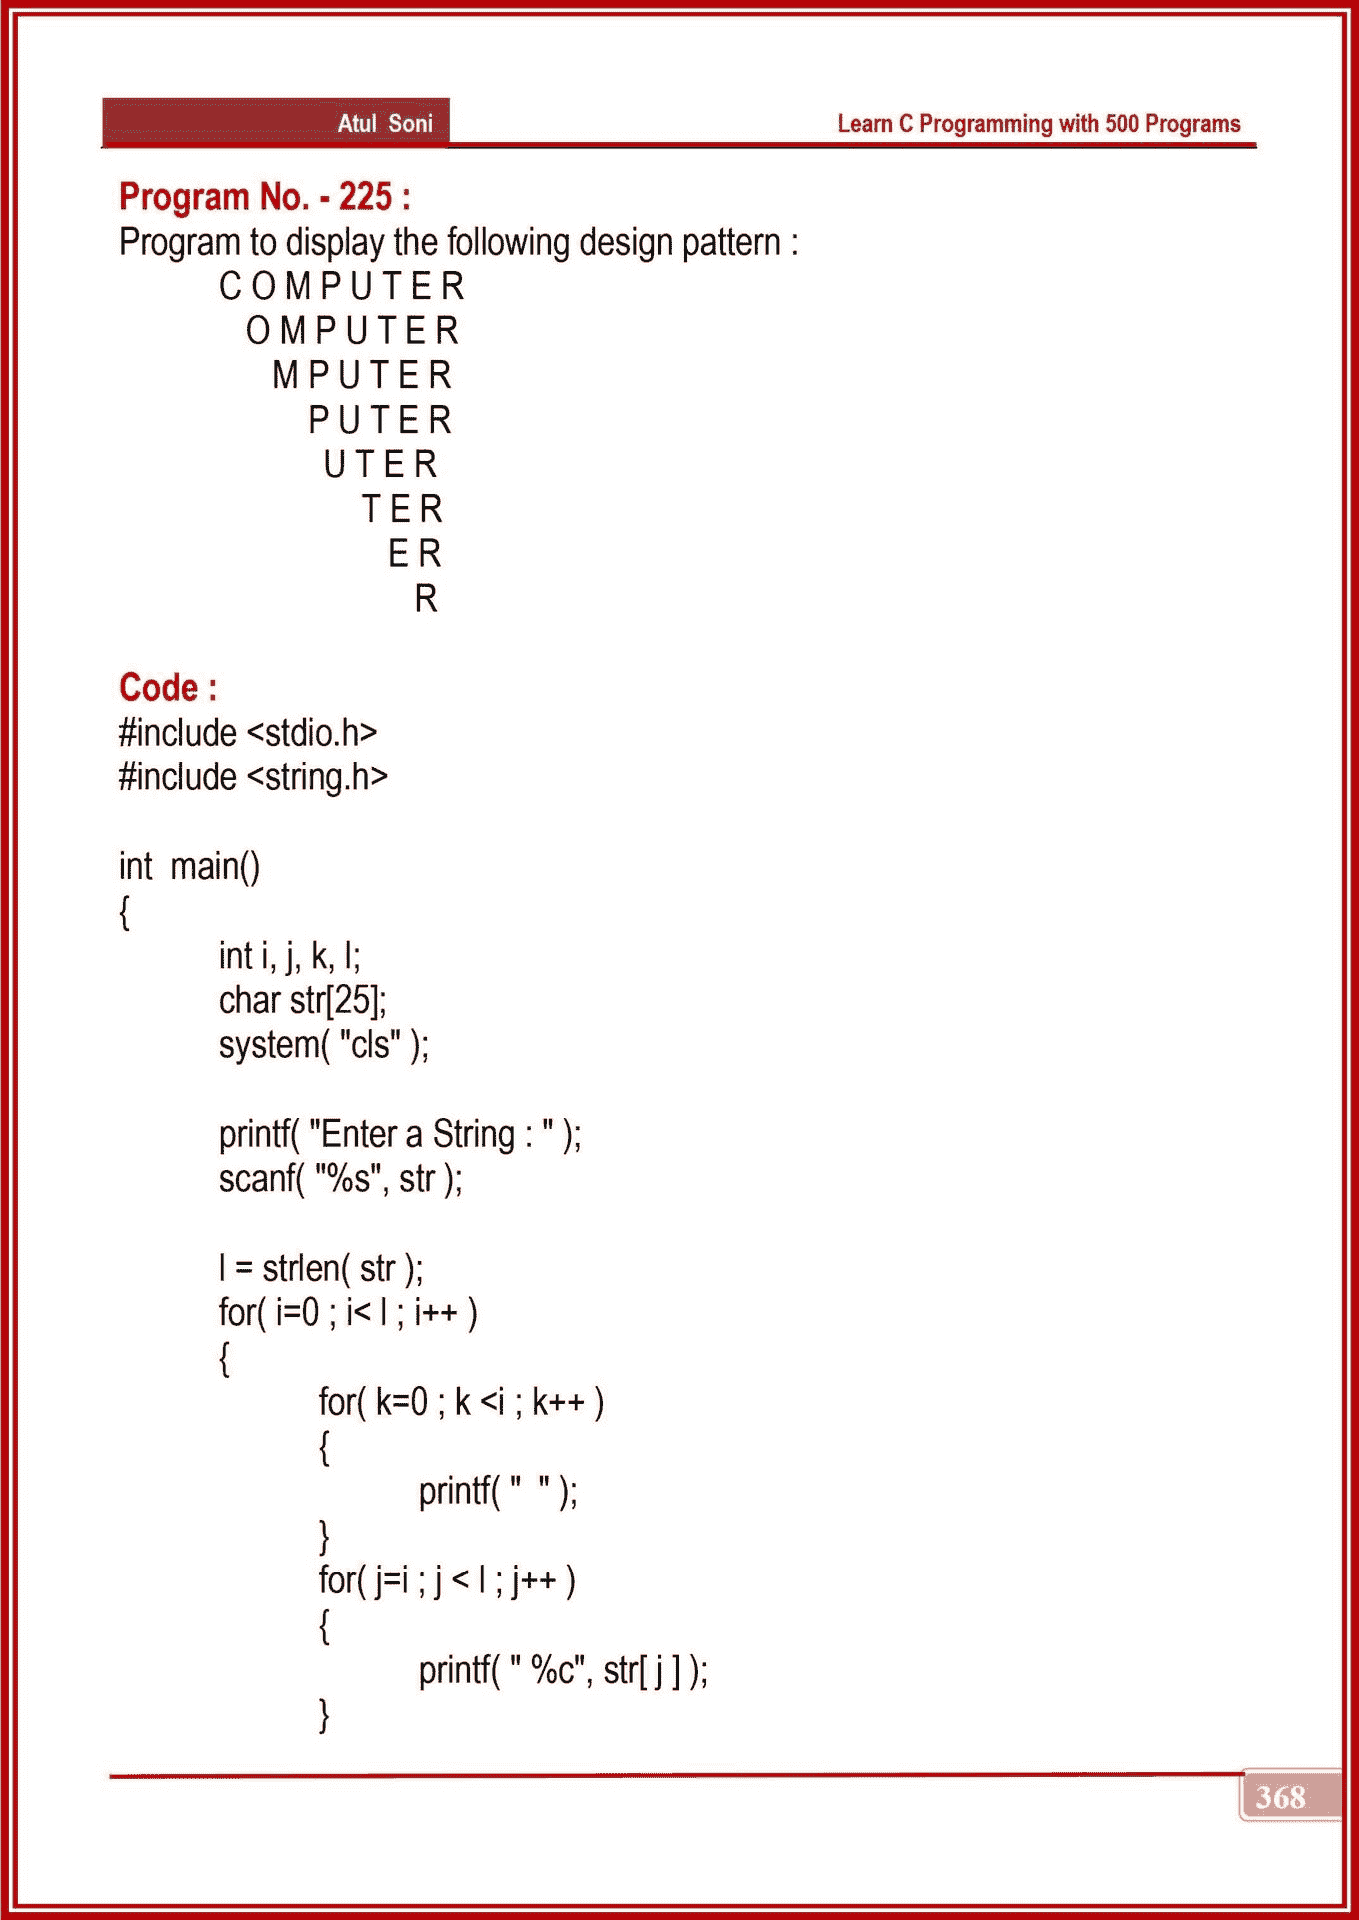 Atul  Soni
Learn C Programming with 500 Programs
Program No. - 225 :
Program to display the following design pattern :
C O M P U T E R
O M P U T E R
M P U T E R
P U T E R
U T E R
T E R
E R
R
Code :
#include <stdio.h>
#include <string.h>
int  main()
{
int i, j, k, l;
char str[25];
system( "cls" );
printf( "Enter a String : " );
scanf( "%s", str );
l = strlen( str );
for( i=0 ; i< l ; i++ )
{
for( k=0 ; k <i ; k++ )
{
printf( "  " );
}
for( j=i ; j < l ; j++ )
{
printf( " %c", str[ j ] );
}
368